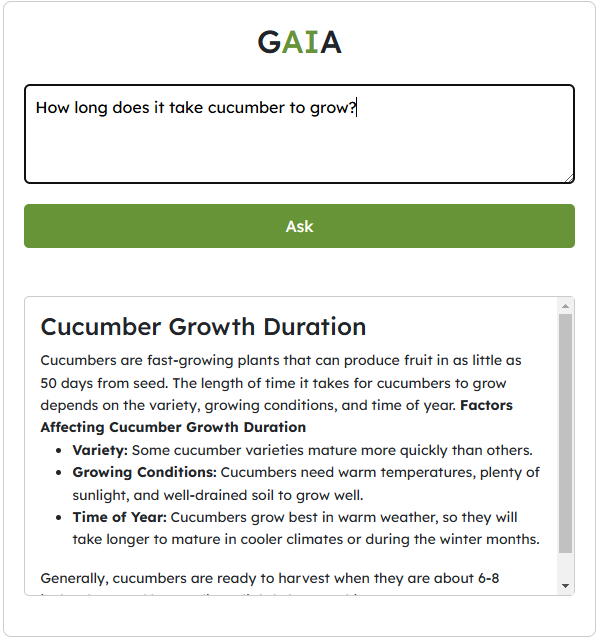 GAIA
How long does it take cucumber to grow?
Ask
Cucumber Growth Duration
Cucumbers are fast-growing plants that can produce fruit in as little as
50 days from seed. The length of time it takes for cucumbers to grow
depends on the variety, growing conditions, and time of year. Factors
Affecting Cucumber Growth Duration
• Variety: Some cucumber varieties mature more quickly than others.
• Growing Conditions: Cucumbers need warm temperatures, plenty of
sunlight, and well-drained soil to grow well.
• Time of Year: Cucumbers grow best in warm weather, so they will
take longer to mature in cooler climates or during the winter months.
Generally, cucumbers are ready to harvest when they are about 6-8